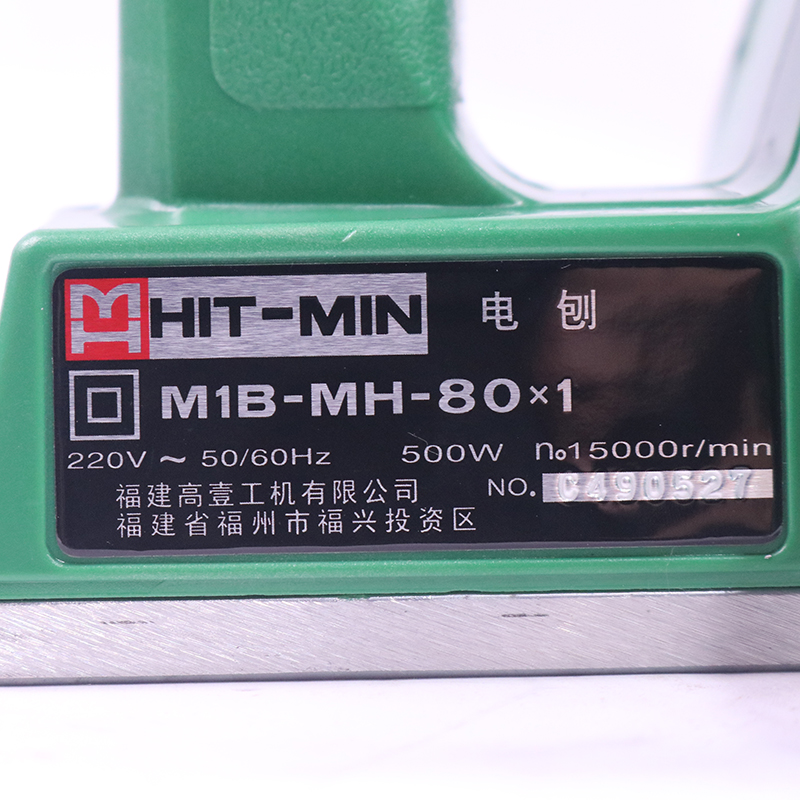 HIT-MIN 电刨
M1B-MH-80×1
220V ~ 50/60Hz 500W n₀15000r/min
福建高壹工机有限公司 NO. C490527
福建省福州市福兴投资区